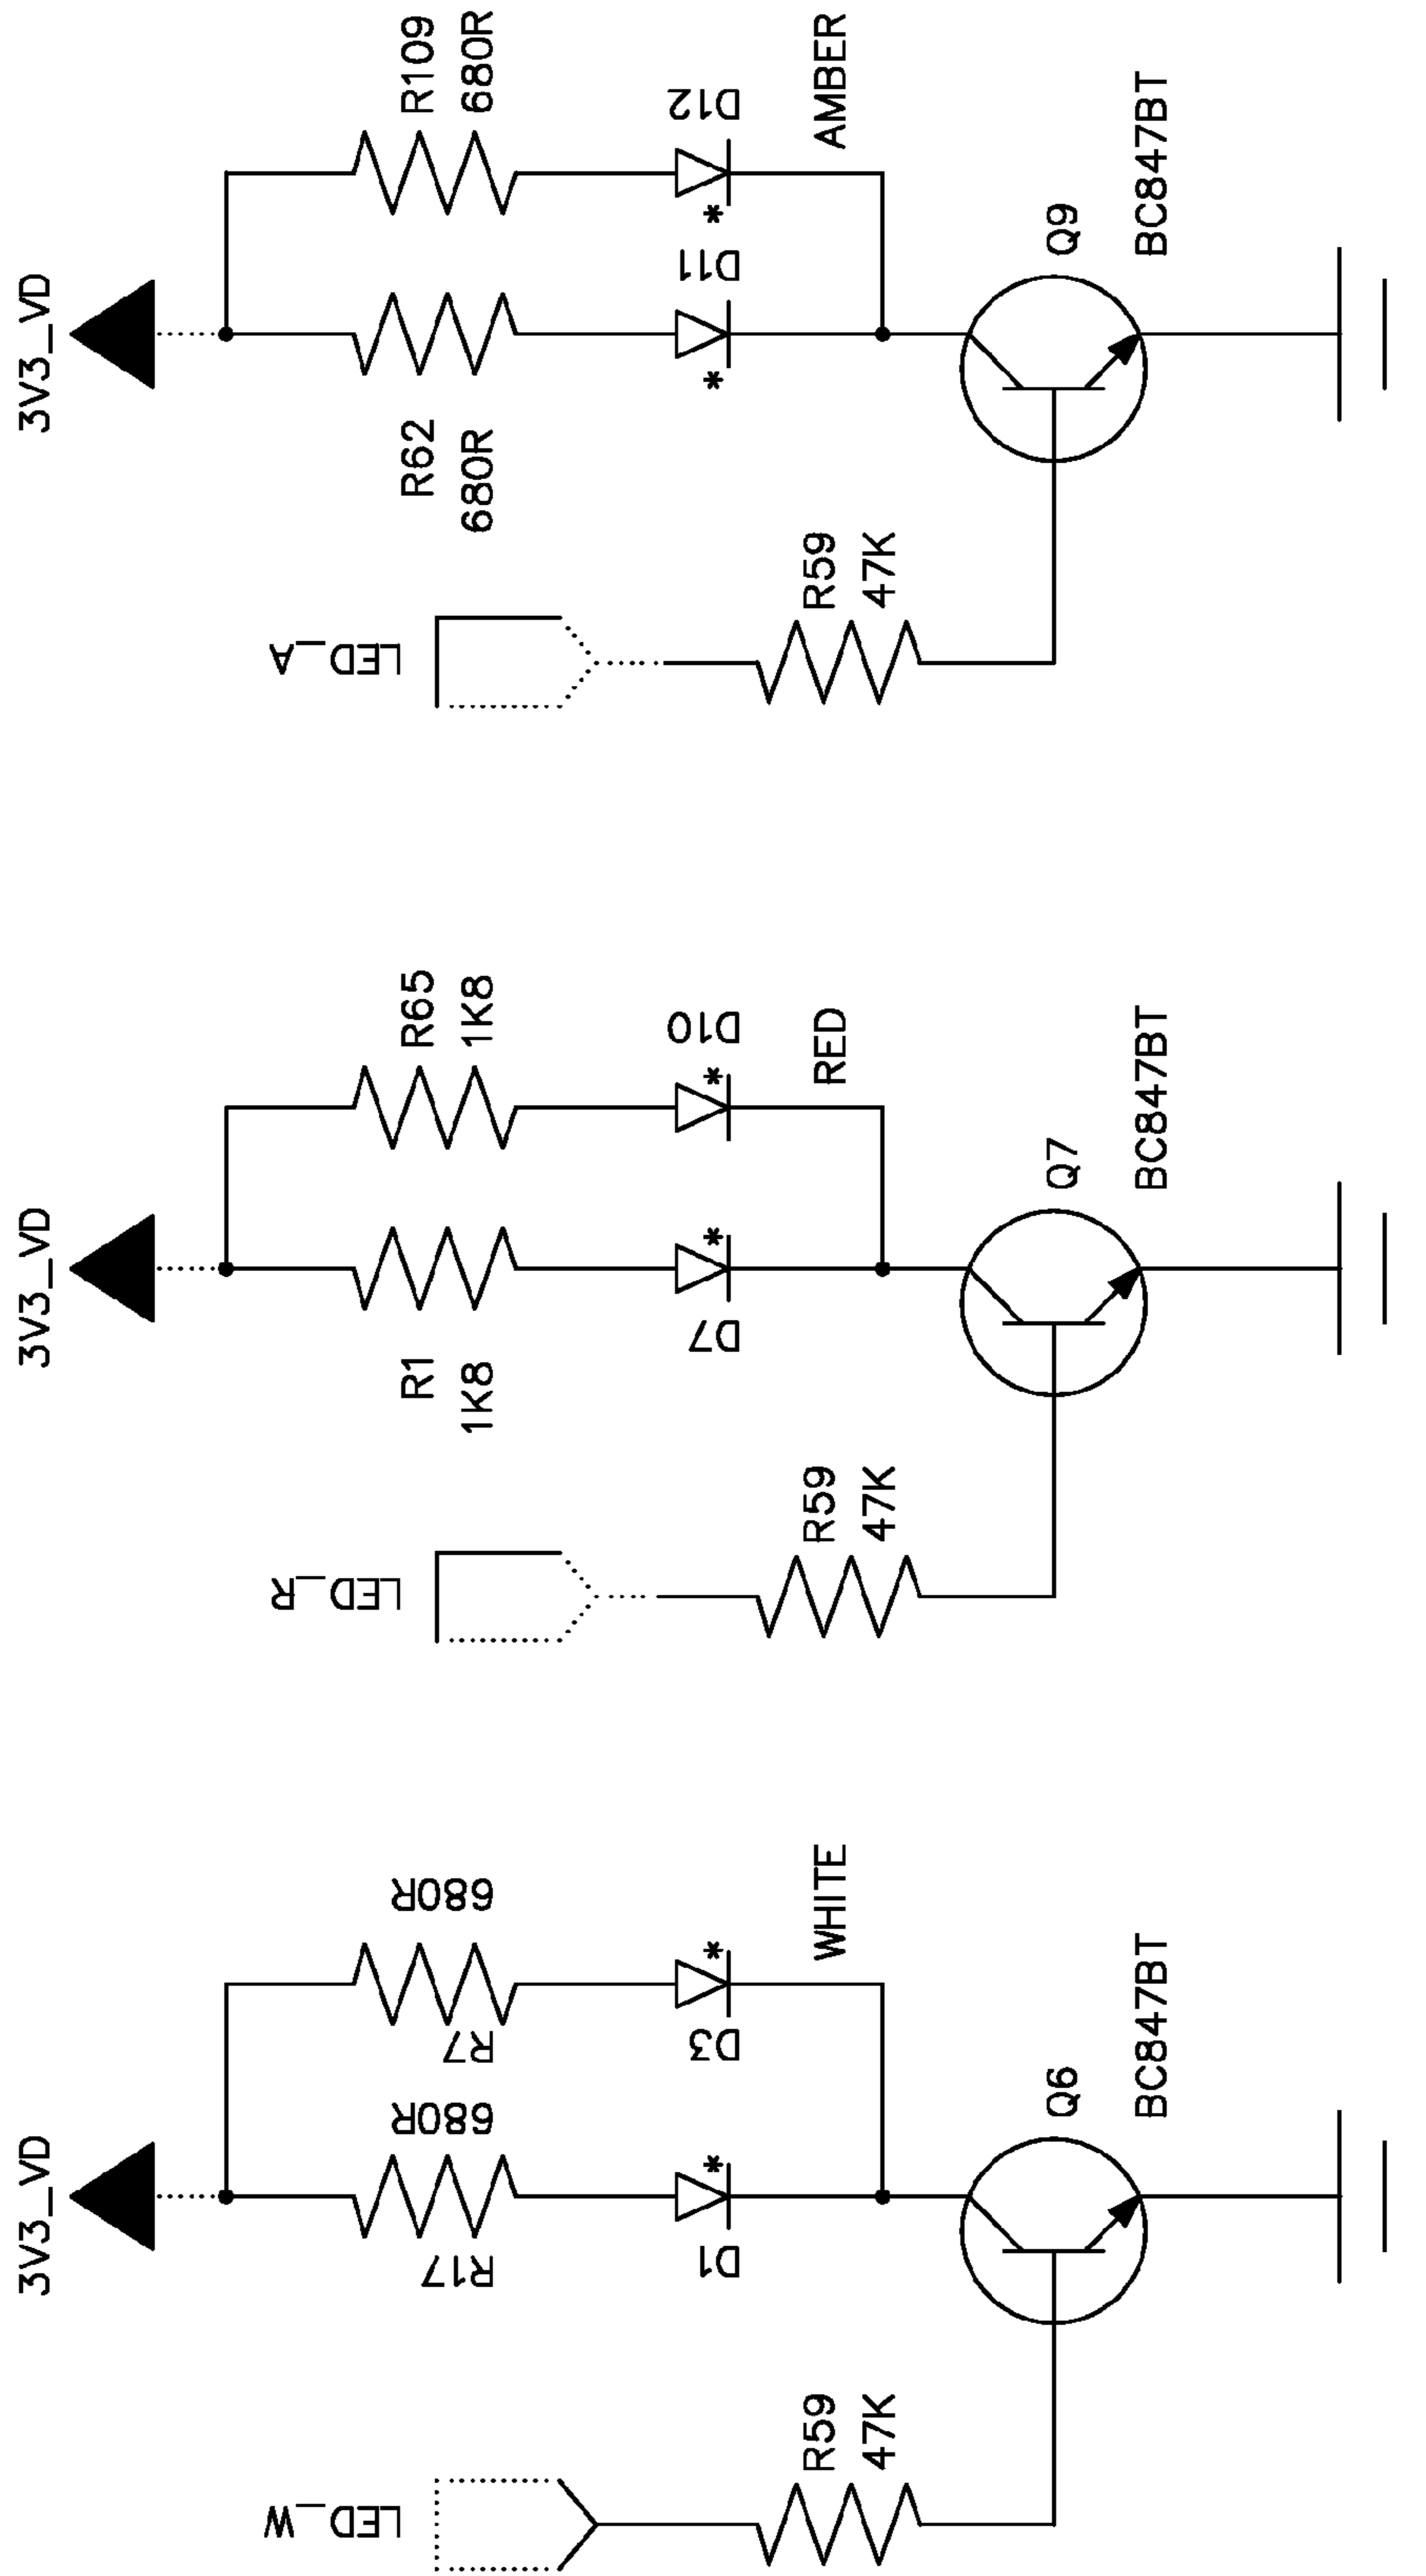 3V3_VD
R109
680R
R62
680R
D12
D11
AMBER
LED_A
R59
47K
Q9
BC847BT
3V3_VD
R65
1K8
R1
1K8
D10
D7
RED
LED_R
R59
47K
Q7
BC847BT
3V3_VD
680R
R7
680R
R17
D3
D1
WHITE
LED_W
R59
47K
Q6
BC847BT